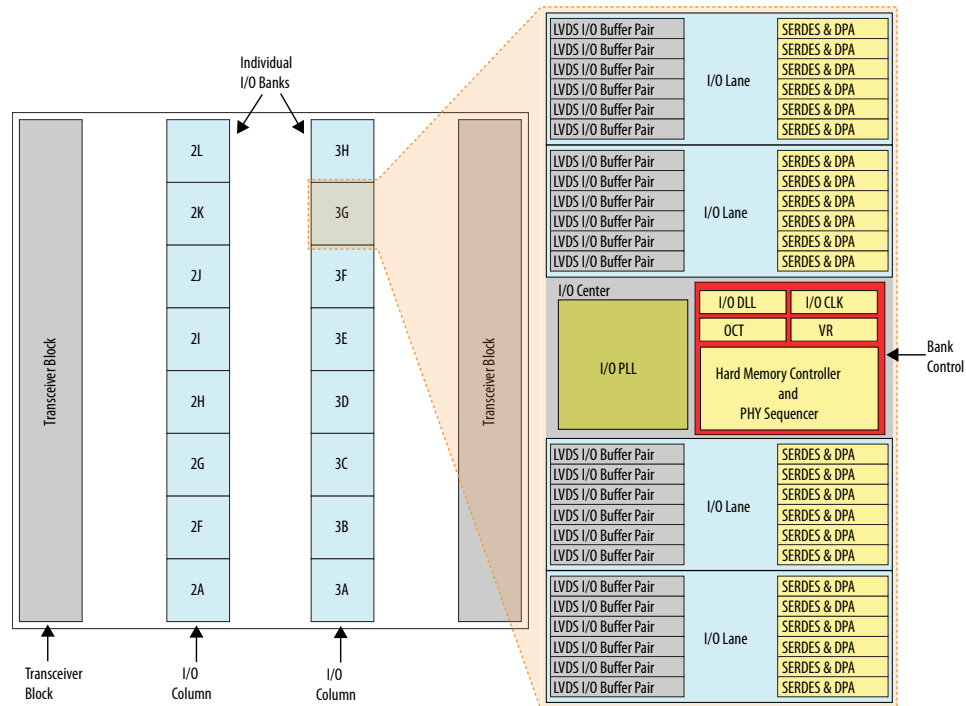 Individual
I/O Banks
Transceiver Block
2L
2K
2J
2I
2H
2G
2F
2A
3H
3G
3F
3E
3D
3C
3B
3A
Transceiver Block
Transceiver
Block
I/O
Column
I/O
Column
LVDS I/O Buffer Pair
LVDS I/O Buffer Pair
LVDS I/O Buffer Pair
LVDS I/O Buffer Pair
LVDS I/O Buffer Pair
LVDS I/O Buffer Pair
I/O Lane
SERDES & DPA
SERDES & DPA
SERDES & DPA
SERDES & DPA
SERDES & DPA
SERDES & DPA
LVDS I/O Buffer Pair
LVDS I/O Buffer Pair
LVDS I/O Buffer Pair
LVDS I/O Buffer Pair
LVDS I/O Buffer Pair
LVDS I/O Buffer Pair
I/O Lane
SERDES & DPA
SERDES & DPA
SERDES & DPA
SERDES & DPA
SERDES & DPA
SERDES & DPA
I/O Center
I/O PLL
I/O DLL
I/O CLK
OCT
VR
Hard Memory Controller
and
PHY Sequencer
Bank
Control
LVDS I/O Buffer Pair
LVDS I/O Buffer Pair
LVDS I/O Buffer Pair
LVDS I/O Buffer Pair
LVDS I/O Buffer Pair
LVDS I/O Buffer Pair
I/O Lane
SERDES & DPA
SERDES & DPA
SERDES & DPA
SERDES & DPA
SERDES & DPA
SERDES & DPA
LVDS I/O Buffer Pair
LVDS I/O Buffer Pair
LVDS I/O Buffer Pair
LVDS I/O Buffer Pair
LVDS I/O Buffer Pair
LVDS I/O Buffer Pair
I/O Lane
SERDES & DPA
SERDES & DPA
SERDES & DPA
SERDES & DPA
SERDES & DPA
SERDES & DPA